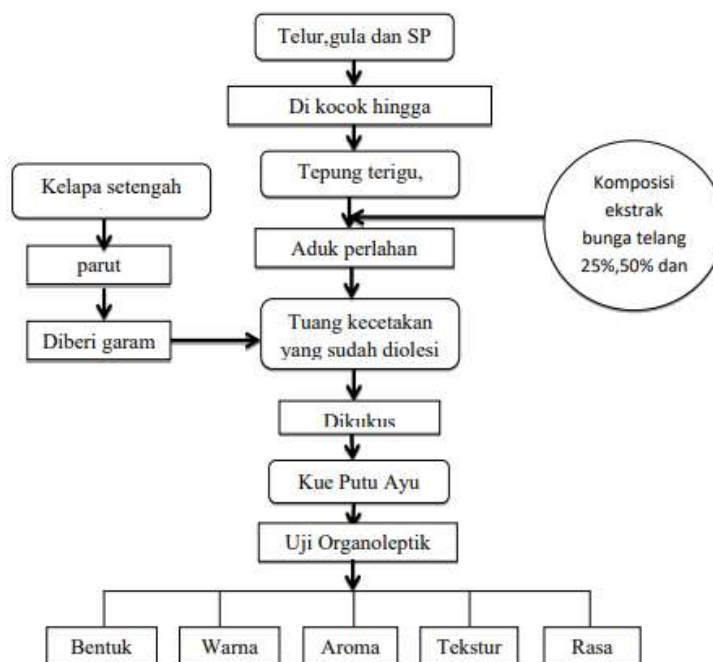 Telur,gula dan SP
Di kocok hingga
Tepung terigu,
Kelapa setengah
parut
Diberi garam
Komposisi
ekstrak
bunga telang
25%,50% dan
Aduk perlahan
Tuang kecetakan
yang sudah diolesi
Dikukus
Kue Putu Ayu
Uji Organoleptik
Bentuk
Warna
Aroma
Tekstur
Rasa